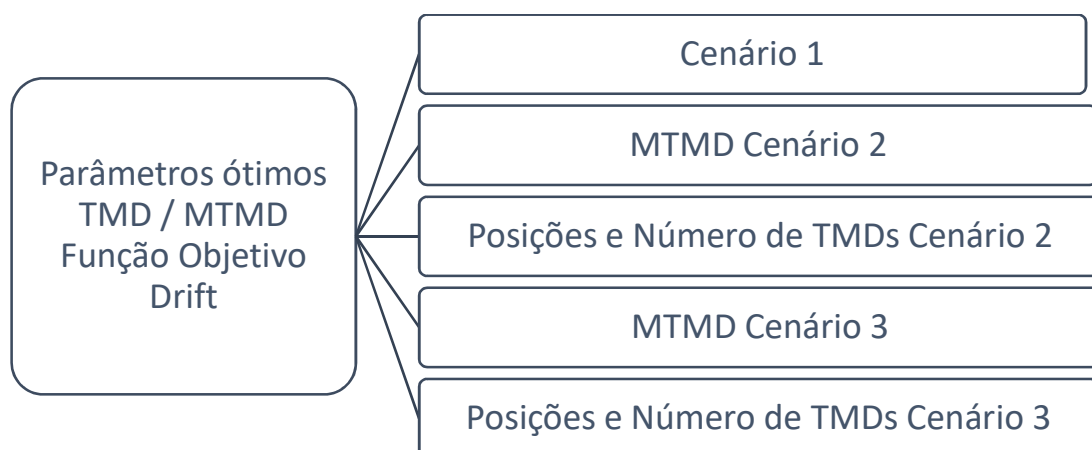 Parâmetros ótimos
TMD / MTMD
Função Objetivo
Drift
Cenário 1
MTMD Cenário 2
Posições e Número de TMDs Cenário 2
MTMD Cenário 3
Posições e Número de TMDs Cenário 3